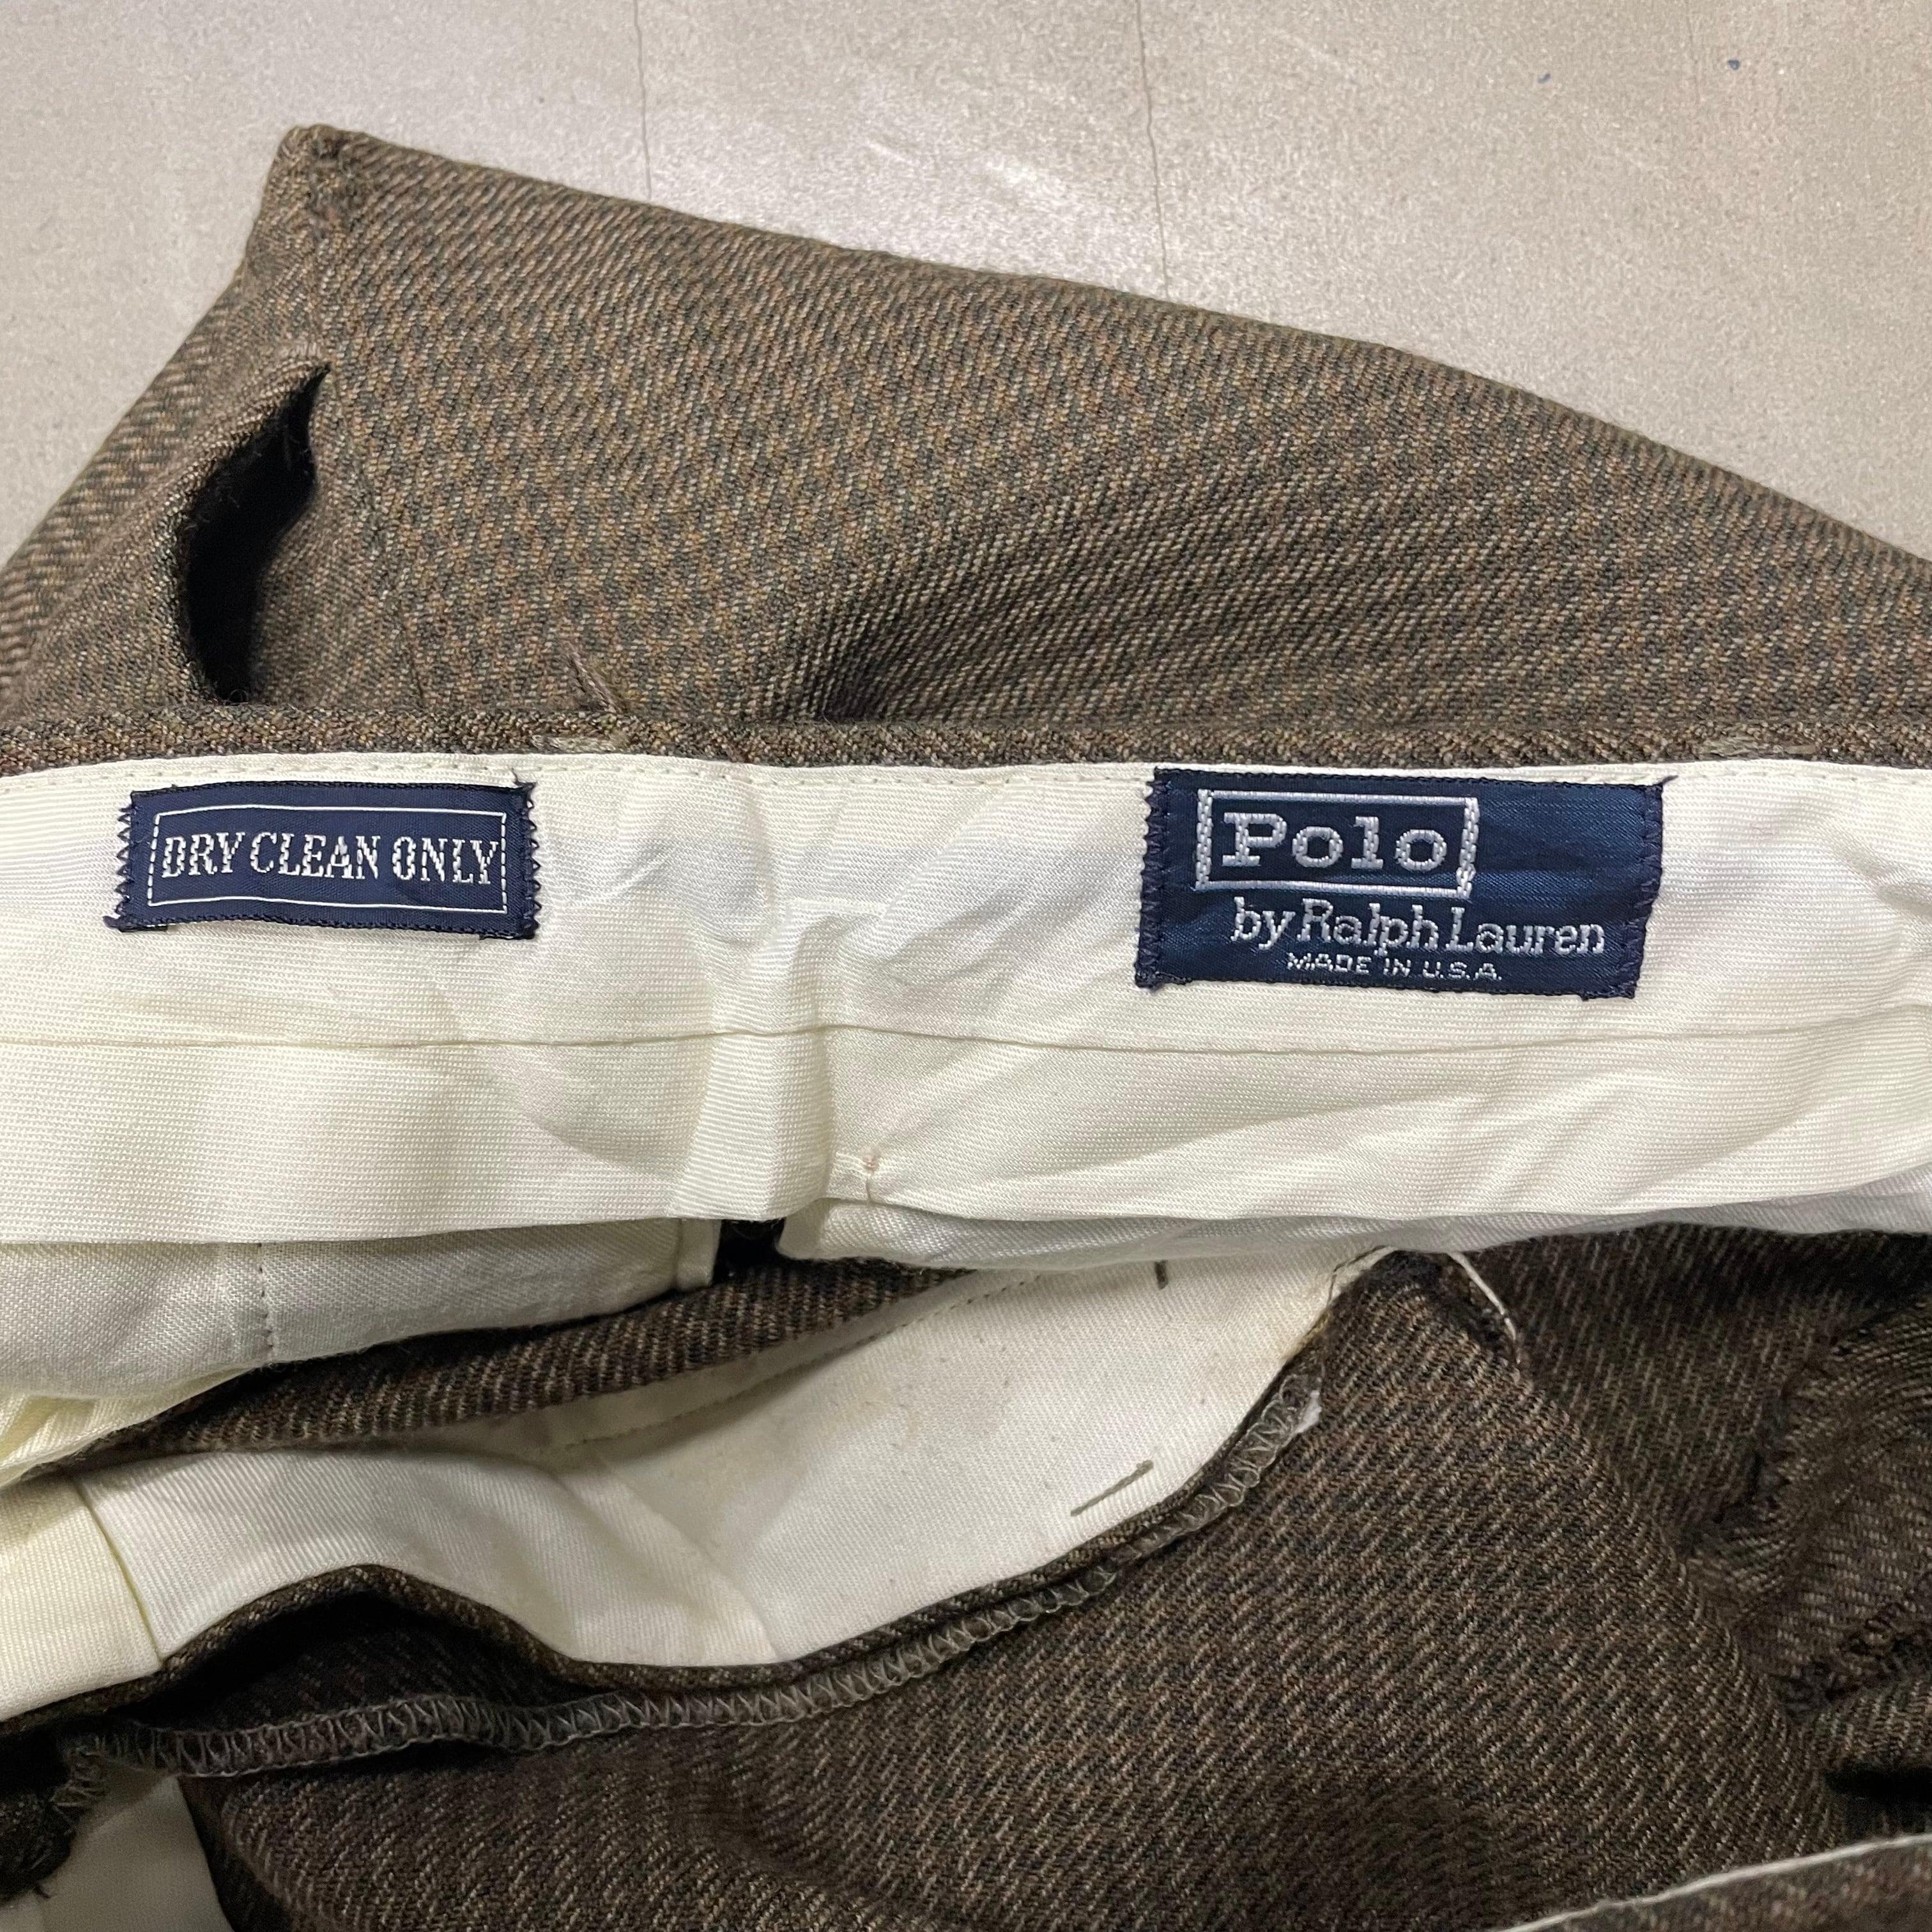 DRY CLEAN ONLY
Polo
by Ralph Lauren
MADE IN U.S.A.